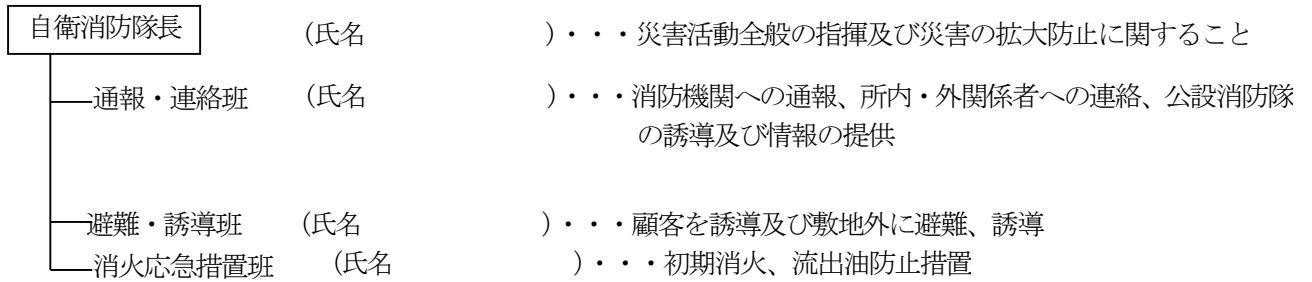 自衛消防隊長 （氏名 ）・・・災害活動全般の指揮及び災害の拡大防止に関すること
通報・連絡班 （氏名 ）・・・消防機関への通報、所内・外関係者への連絡、公設消防隊
の誘導及び情報の提供
避難・誘導班 （氏名 ）・・・顧客を誘導及び敷地外に避難、誘導
消火応急措置班 （氏名 ）・・・初期消火、流出油防止措置